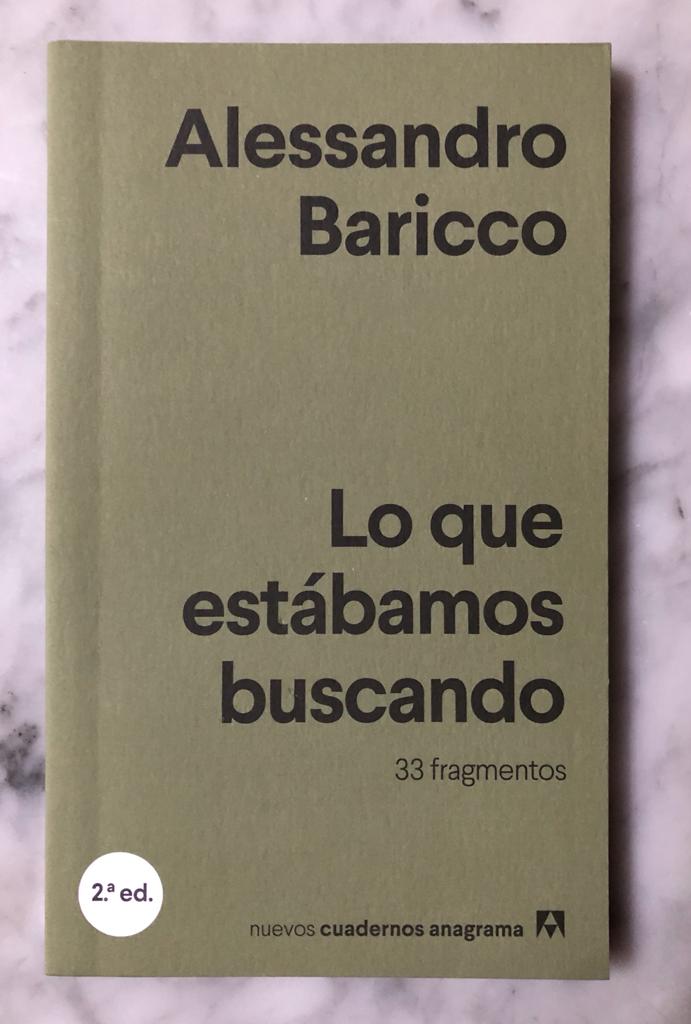 Alessandro
Baricco
Lo que
estábamos
buscando
33 fragmentos
2.ª ed.
nuevos cuadernos anagrama